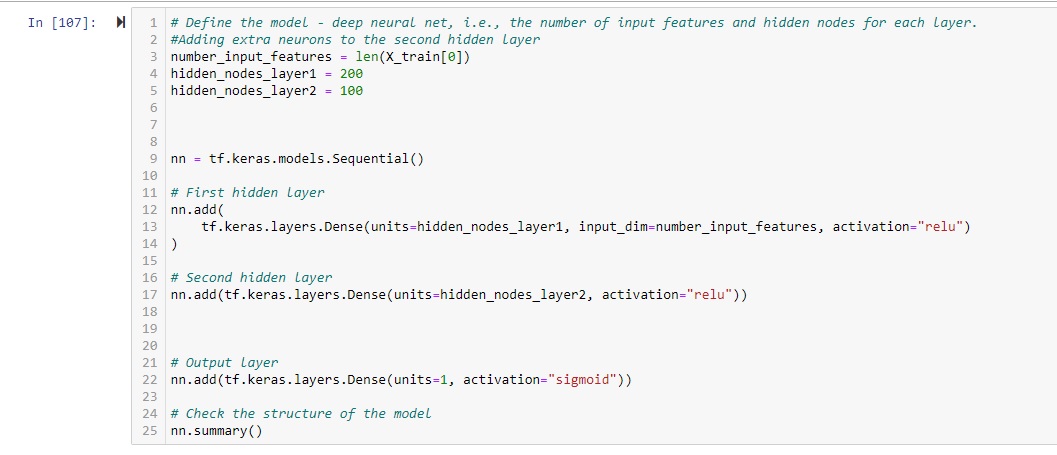 In [107]:
1 # Define the model - deep neural net, i.e., the number of input features and hidden nodes for each layer.
2 #Adding extra neurons to the second hidden layer
3 number_input_features = len(X_train[0])
4 hidden_nodes_layer1 = 200
5 hidden_nodes_layer2 = 100
6
7
8
9 nn = tf.keras.models.Sequential()
10
11 # First hidden layer
12 nn.add(
13     tf.keras.layers.Dense(units=hidden_nodes_layer1, input_dim=number_input_features, activation="relu")
14 )
15
16 # Second hidden layer
17 nn.add(tf.keras.layers.Dense(units=hidden_nodes_layer2, activation="relu"))
18
19
20
21 # Output layer
22 nn.add(tf.keras.layers.Dense(units=1, activation="sigmoid"))
23
24 # Check the structure of the model
25 nn.summary()